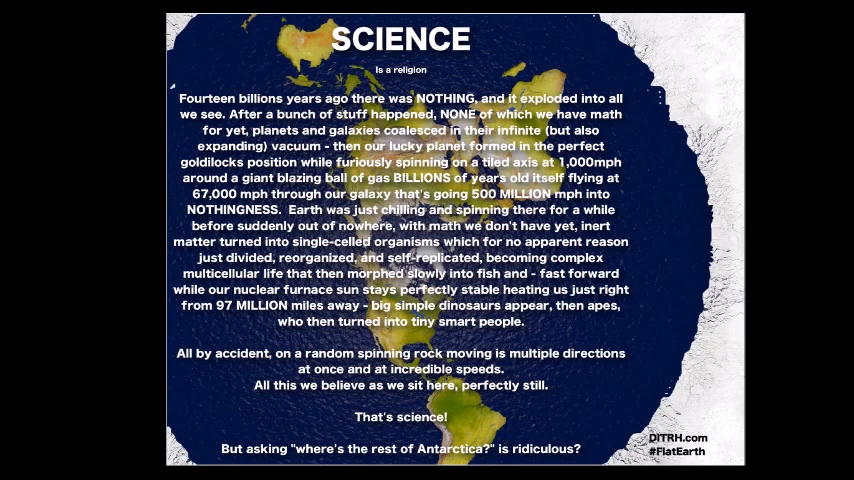 SCIENCE
Is a religion
Fourteen billions years ago there was NOTHING, and it exploded into all
we see. After a bunch of stuff happened, NONE of which we have math
for yet, planets and galaxies coalesced in their infinite (but also
expanding) vacuum - then our lucky planet formed in the perfect
goldilocks position while furiously spinning on a tiled axis at 1,000mph
around a giant blazing ball of gas BILLIONS of years old itself flying at
67,000 mph through our galaxy that's going 500 MILLION mph into
NOTHINGNESS. Earth was just chilling and spinning there for a while
before suddenly out of nowhere, with math we don't have yet, inert
matter turned into single-celled organisms which for no apparent reason
just divided, reorganized, and self-replicated, becoming complex
multicellular life that then morphed slowly into fish and - fast forward
while our nuclear furnace sun stays perfectly stable heating us just right
from 97 MILLION miles away - big simple dinosaurs appear, then apes,
who then turned into tiny smart people.
All by accident, on a random spinning rock moving is multiple directions
at once and at incredible speeds.
All this we believe as we sit here, perfectly still.
That's science!
But asking "where's the rest of Antarctica?" is ridiculous?
DITRH.com
#FlatEarth